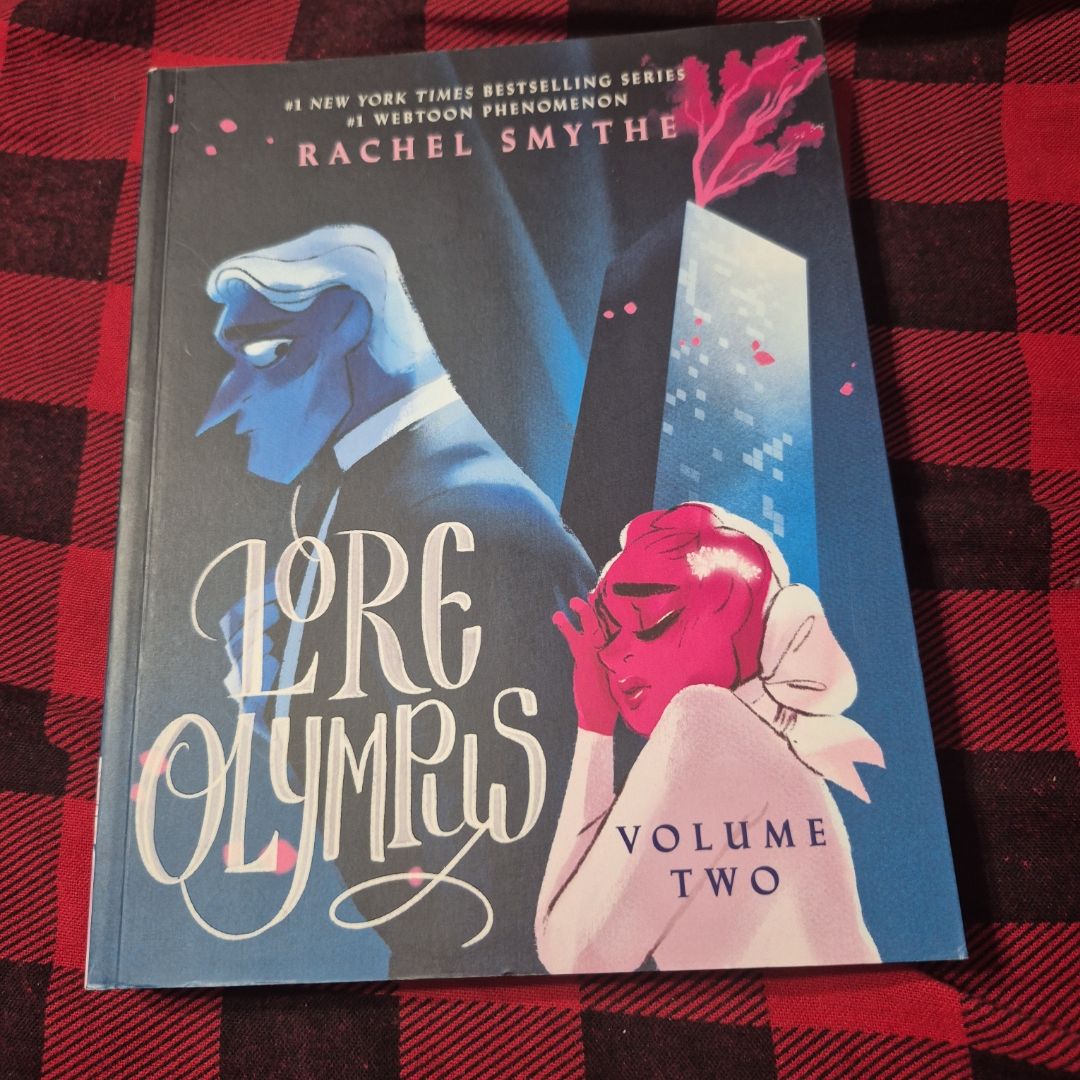 #1 NEW YORK TIMES BESTSELLING SERIES
#1 WEBTOON PHENOMENON
RACHEL SMYTHE
LORE
OLYMPUS
VOLUME
TWO